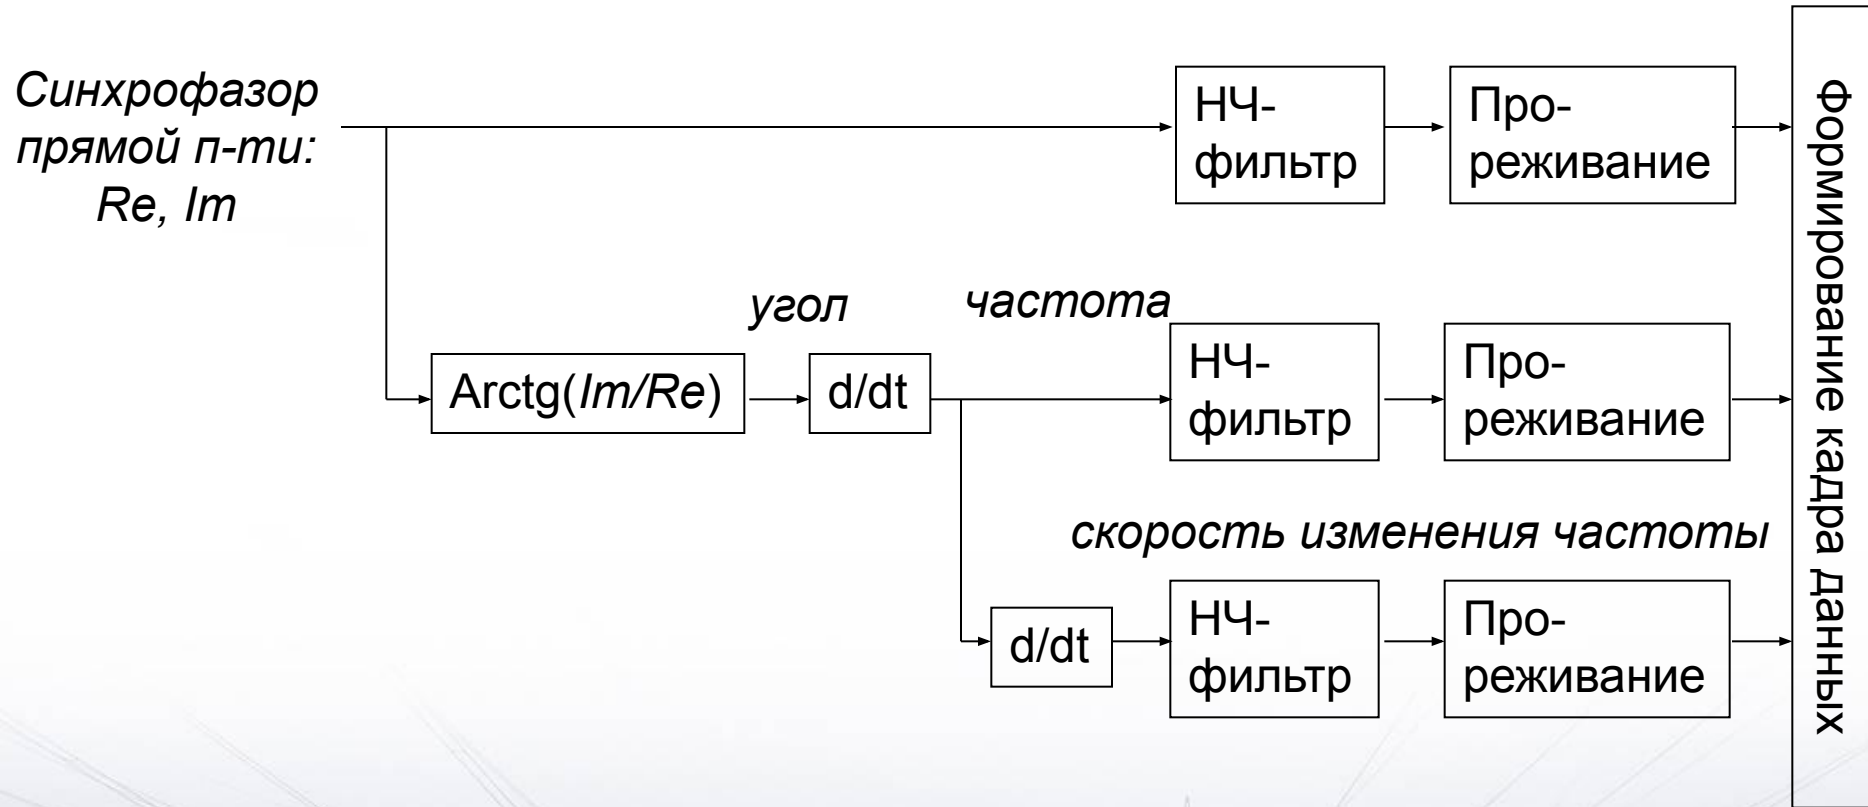 Синхрофазор
прямой п-ти:
Re, Im
НЧ-
фильтр
Про-
реживание
угол
частота
Arctg(Im/Re)
d/dt
НЧ-
фильтр
Про-
реживание
скорость изменения частоты
d/dt
НЧ-
фильтр
Про-
реживание
Формирование кадра данных